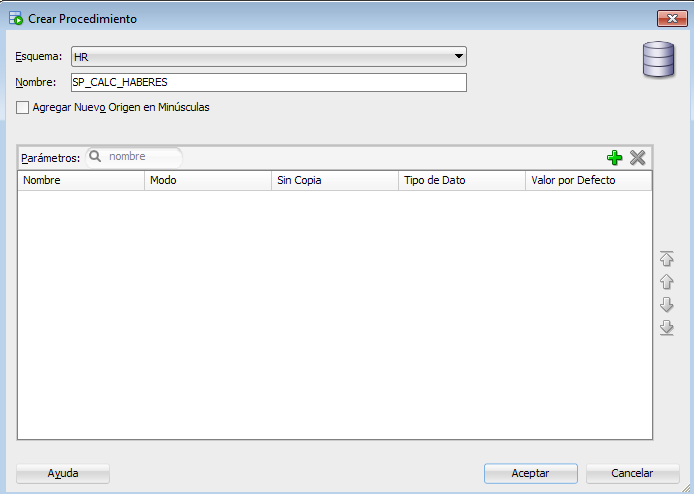 Crear Procedimiento
Esquema: HR
Nombre: SP_CALC_HABERES
Agregar Nuevo Origen en Minúsculas
Parámetros: nombre
Nombre Modo Sin Copia Tipo de Dato Valor por Defecto
Ayuda Aceptar Cancelar